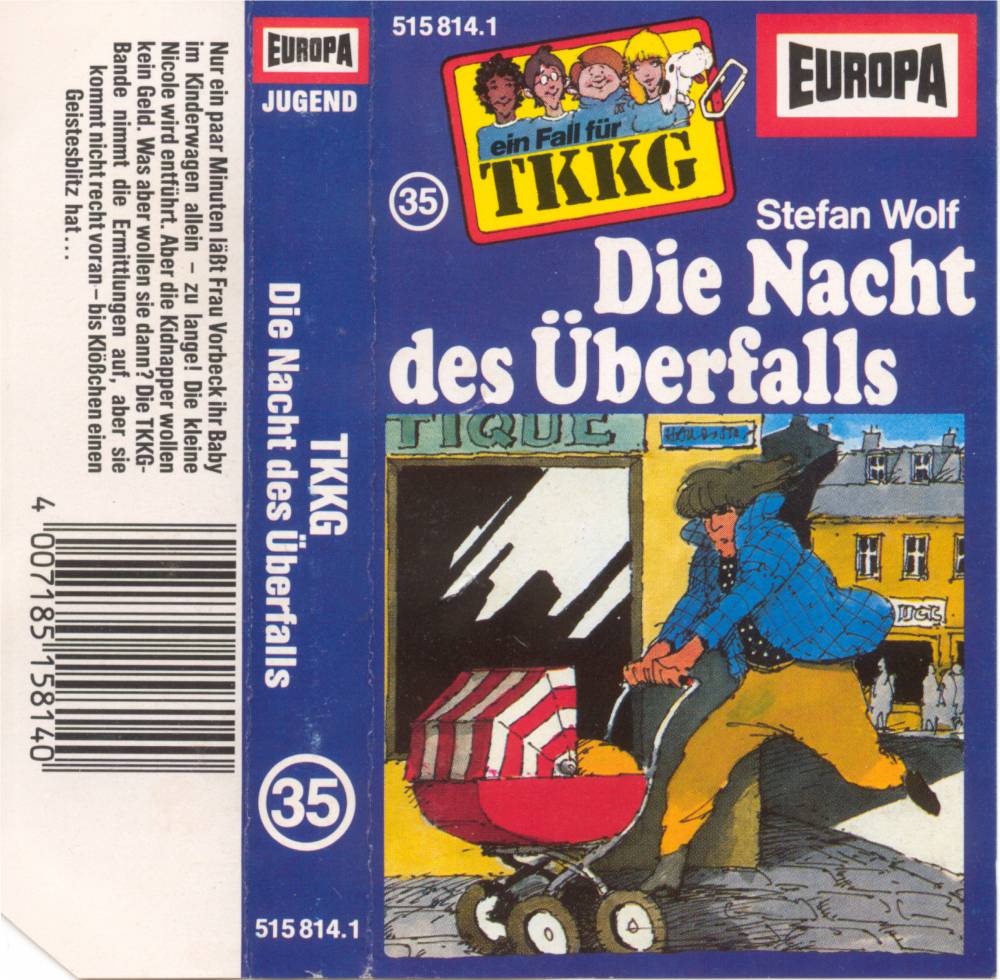 Nur ein paar Minuten läßt Frau Vorbeck ihr Baby
im Kinderwagen allein – zu lange! Die kleine
Nicole wird entführt. Aber die Kidnapper wollen
kein Geld. Was aber wollen sie dann? Die TKKG-
Bande nimmt die Ermittlungen auf, aber sie
kommt nicht recht voran – bis Klößchen einen
Geistesblitz hat ...
4 007185 158140
EUROPA
JUGEND
TKKG
Die Nacht des Überfalls
35
515 814.1
515 814.1
ein Fall für
TKKG
35
EUROPA
Stefan Wolf
Die Nacht
des Überfalls
TIQUE